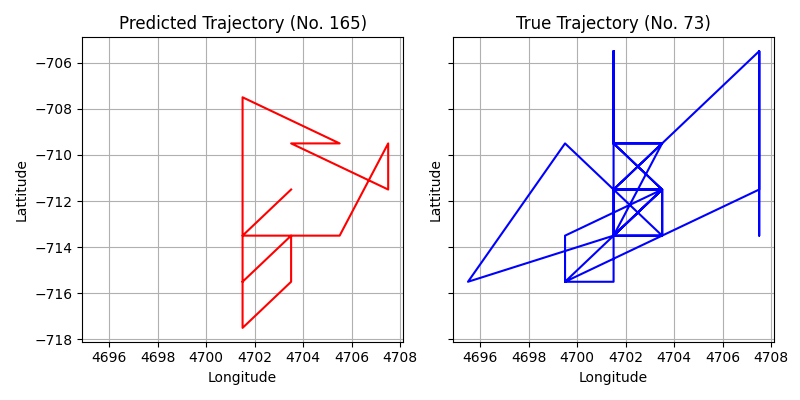 Predicted Trajectory (No. 165)
True Trajectory (No. 73)
−706
−708
−710
−712
−714
−716
−718
Lattitude
Lattitude
4696 4698 4700 4702 4704 4706 4708
4696 4698 4700 4702 4704 4706 4708
Longitude
Longitude